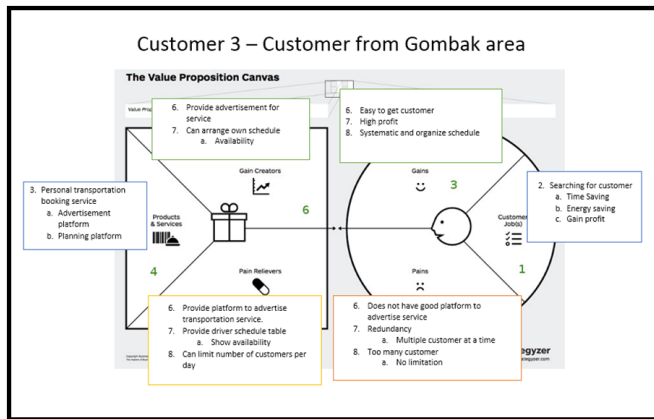 Customer 3 – Customer from Gombak area
The Value Proposition Canvas
6. Provide advertisement for
service
7. Can arrange own schedule
a. Availability
6. Easy to get customer
7. High profit
8. Systematic and organize schedule
Gain Creators
Gains
3. Personal transportation
booking service
a. Advertisement
platform
b. Planning platform
Products
& Services
6
3
Customer
Job(s)
2. Searching for customer
a. Time Saving
b. Energy saving
c. Gain profit
4
1
Pain Relievers
Pains
6. Provide platform to advertise
transportation service.
7. Provide driver schedule table
a. Show availability
8. Can limit number of customers per
day
6. Does not have good platform to
advertise service
7. Redundancy
a. Multiple customer at a time
8. Too many customer
a. No limitation
egyzer